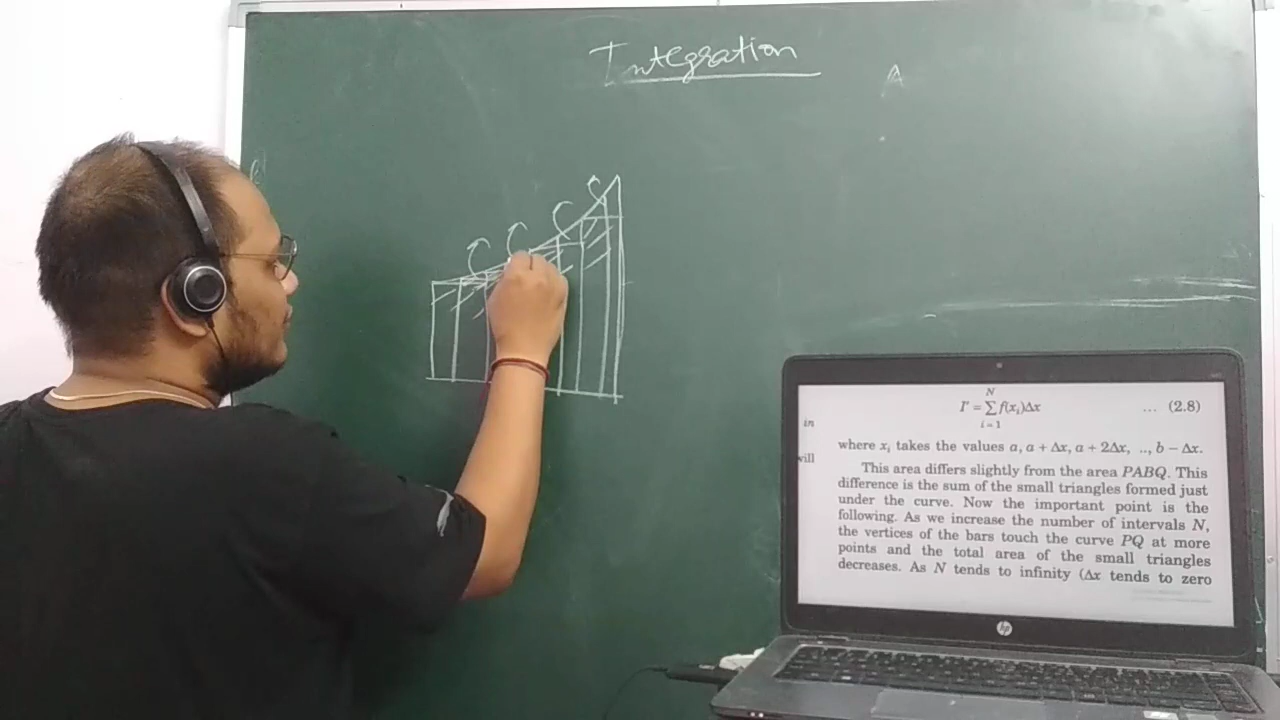 Integration
A
N
I' = ∑ f(xᵢ)Δx ... (2.8)
i = 1
in
where xᵢ takes the values a, a + Δx, a + 2Δx, .., b − Δx.
will
This area differs slightly from the area PABQ. This
difference is the sum of the small triangles formed just
under the curve. Now the important point is the
following. As we increase the number of intervals N,
the vertices of the bars touch the curve PQ at more
points and the total area of the small triangles
decreases. As N tends to infinity (Δx tends to zero
hp